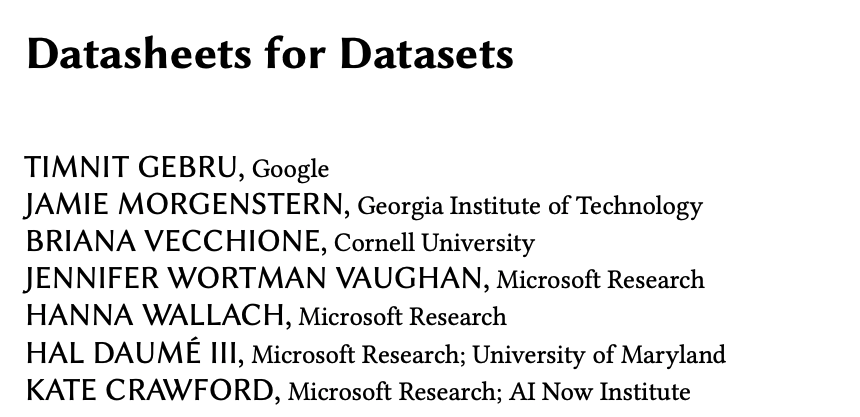 Datasheets for Datasets
TIMNIT GEBRU, Google
JAMIE MORGENSTERN, Georgia Institute of Technology
BRIANA VECCHIONE, Cornell University
JENNIFER WORTMAN VAUGHAN, Microsoft Research
HANNA WALLACH, Microsoft Research
HAL DAUMÉ III, Microsoft Research; University of Maryland
KATE CRAWFORD, Microsoft Research; AI Now Institute